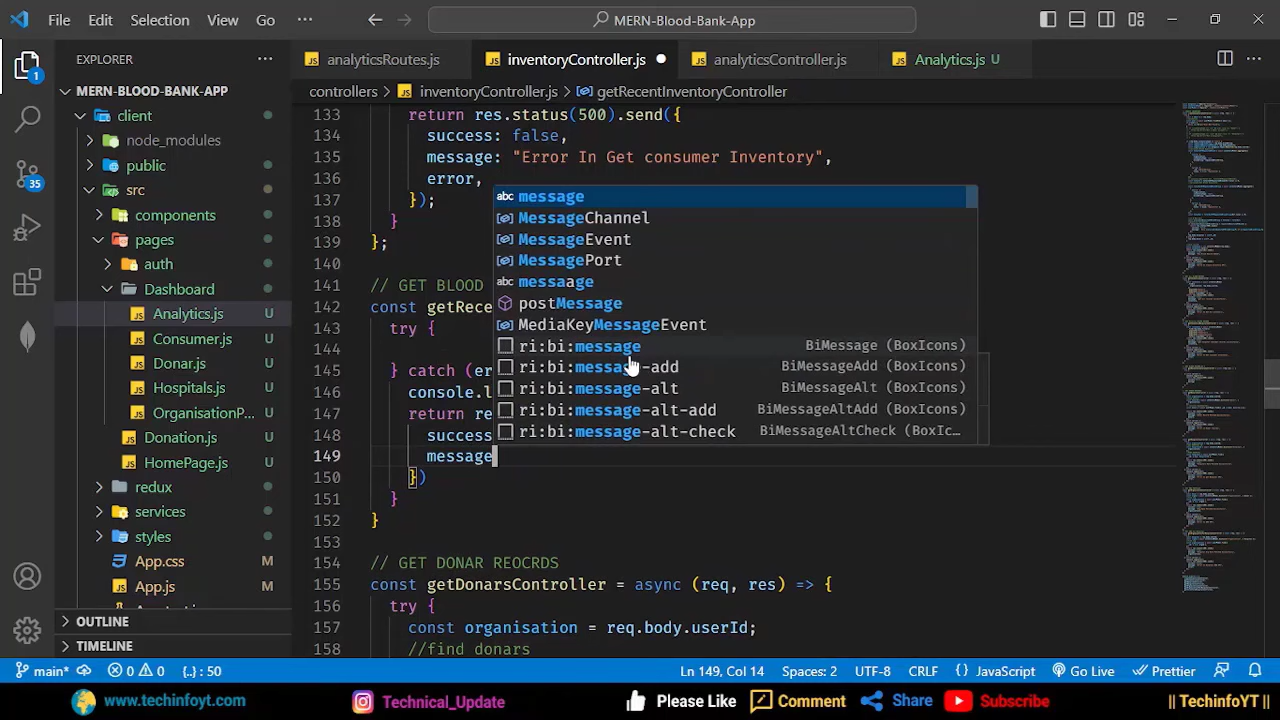 File Edit Selection View Go ··· MERN-Blood-Bank-App
EXPLORER
analyticsRoutes.js inventoryController.js analyticsController.js Analytics.js U
controllers > inventoryController.js > getRecentInventoryController
1
35
MERN-BLOOD-BANK-APP
client
node_modules
public
src
components
pages
auth
Dashboard
Analytics.js U
Consumer.js U
Donar.js U
Hospitals.js U
OrganisationP... U
Donation.js U
HomePage.js U
redux
services
styles
App.css M
App.js M
OUTLINE
TIMELINE
133 return res.status(500).send({
134 success: false,
135 message: "Error In Get consumer Inventory",
136 error,
137 });
138 }
139 };
140
141 // GET BLOOD
142 const getRece
143 try {
144
145 } catch (er
146 console.l
147 return re
148 success
149 message
150 })
151 }
152 }
153
154 // GET DONAR RECORDS
155 const getDonarsController = async (req, res) => {
156 try {
157 const organisation = req.body.userId;
158 //find donars
abc message
MessageChannel
MessageEvent
MessagePort
abc messaage
postMessage
MediaKeyMessageEvent
ri:bi:message BiMessage (BoxIcons)
ri:bi:message-add BiMessageAdd (BoxIcons)
ri:bi:message-alt BiMessageAlt (BoxIcons)
ri:bi:message-alt-add BiMessageAltAdd (BoxIcons)
ri:bi:message-alt-check BiMessageAltCheck (BoxIc...
main* 0 0 {..} : 50 Ln 149, Col 14 Spaces: 2 UTF-8 CRLF {} JavaScript Go Live Prettier
www.techinfoyt.com Technical_Update Please Like Comment Share Subscribe || TechinfoYT ||